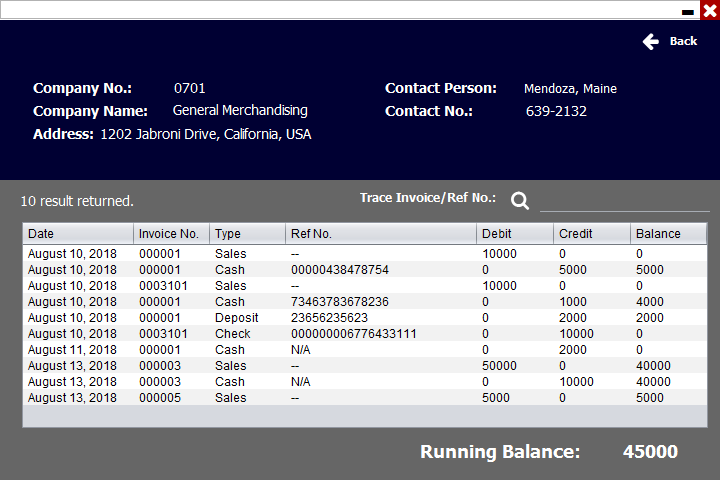 Back
Company No.: 0701 Contact Person: Mendoza, Maine
Company Name: General Merchandising Contact No.: 639-2132
Address: 1202 Jabroni Drive, California, USA
10 result returned. Trace Invoice/Ref No.:
Date Invoice No. Type Ref No. Debit Credit Balance
August 10, 2018 000001 Sales -- 10000 0 0
August 10, 2018 000001 Cash 00000438478754 0 5000 5000
August 10, 2018 0003101 Sales -- 10000 0 0
August 10, 2018 000001 Cash 73463783678236 0 1000 4000
August 10, 2018 000001 Deposit 23656235623 0 2000 2000
August 10, 2018 0003101 Check 000000006776433111 0 10000 0
August 11, 2018 000001 Cash N/A 0 2000 0
August 13, 2018 000003 Sales -- 50000 0 40000
August 13, 2018 000003 Cash N/A 0 10000 40000
August 13, 2018 000005 Sales -- 5000 0 5000
Running Balance: 45000